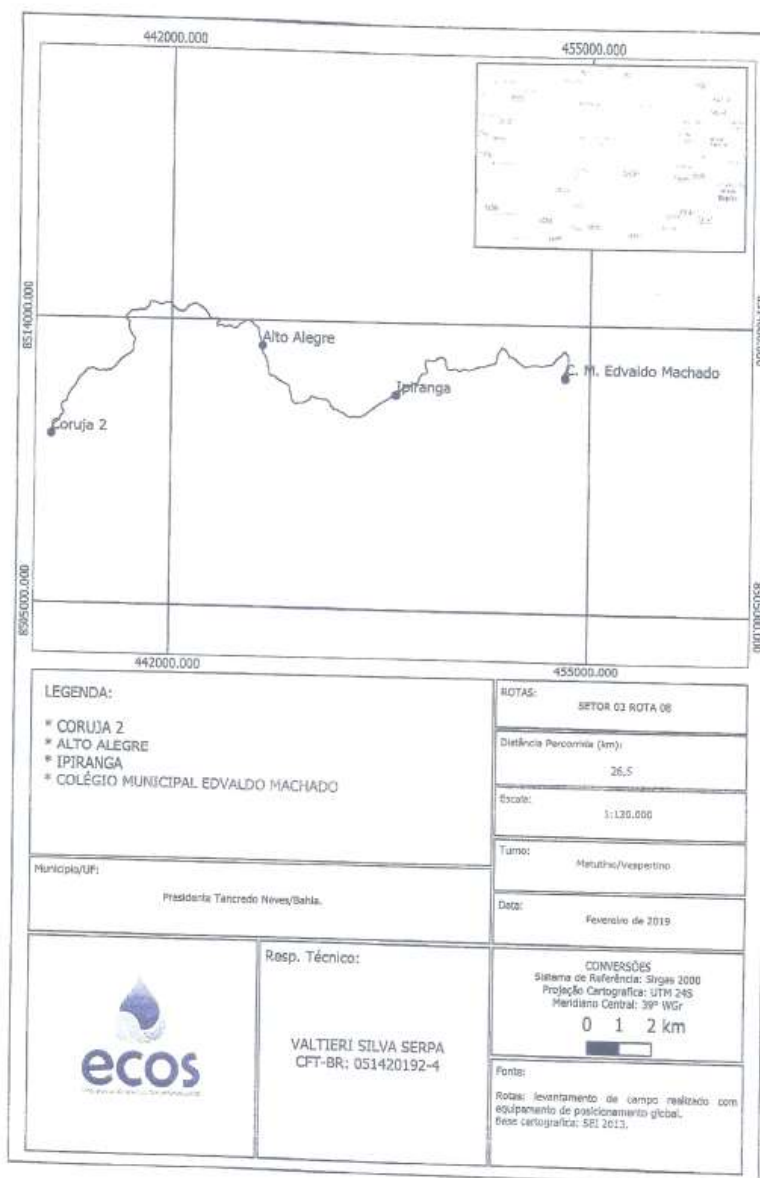 442000.000
455000.000
8514000.000
Alto Alegre
Ipiranga
C. M. Edvaldo Machado
Coruja 2
8505000.000
8505000.000
442000.000
455000.000
LEGENDA:
* CORUJA 2
* ALTO ALEGRE
* IPIRANGA
* COLÉGIO MUNICIPAL EDVALDO MACHADO
ROTAS:
SETOR 03 ROTA 08
Distância Percorrida (km):
26,5
Escala:
1:120.000
Turno:
Matutino/Vespertino
Data:
Fevereiro de 2019
Município/UF:
Presidente Tancredo Neves/Bahia.
ecos
Resp. Técnico:
VALTIERI SILVA SERPA
CFT-BR: 051420192-4
CONVERSÕES
Sistema de Referência: Sirgas 2000
Projeção Cartografica: UTM 24S
Meridiano Central: 39º WGr
0 1 2 km
Fonte:
Rotas: levantamento de campo realizado com
equipamento de posicionamento global.
Base cartografica: SEI 2013.